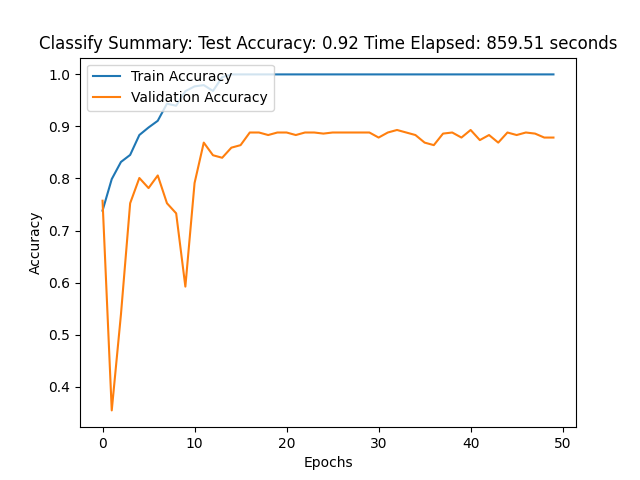 Classify Summary: Test Accuracy: 0.92 Time Elapsed: 859.51 seconds
Train Accuracy
Validation Accuracy
1.0
0.9
0.8
0.7
0.6
0.5
0.4
Accuracy
0 10 20 30 40 50
Epochs